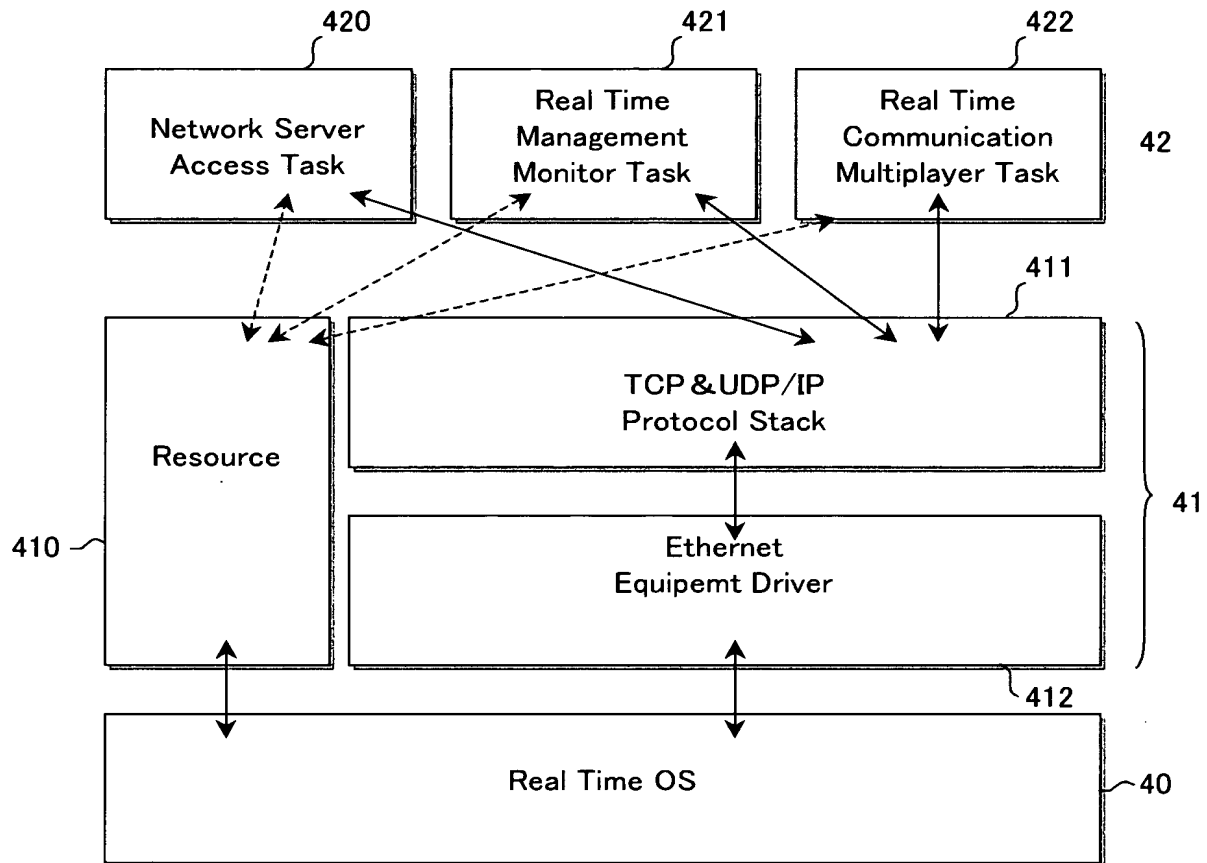 420
421
422
Network Server
Access Task
Real Time
Management
Monitor Task
Real Time
Communication
Multiplayer Task
42
411
TCP&UDP/IP
Protocol Stack
Resource
41
410
Ethernet
Equipemt Driver
412
Real Time OS
40